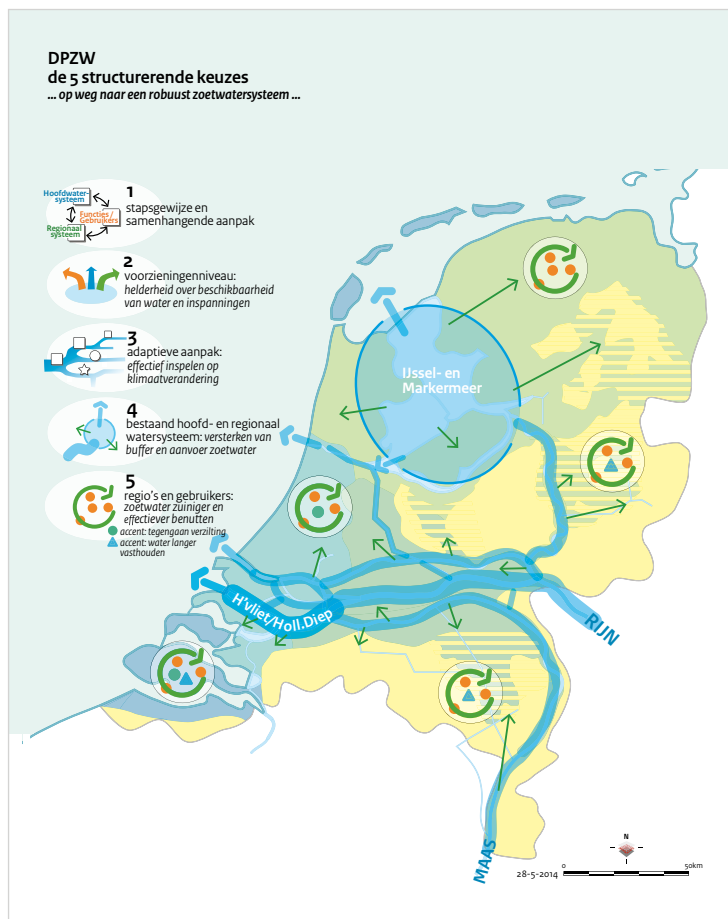 DPZW
de 5 structurerende keuzes
... op weg naar een robuust zoetwatersysteem ...
1
Hoofdwater-
systeem
Functies /
Gebruikers
Regionaal
systeem
stapsgewijze en
samenhangende aanpak
2
voorzieningenniveau:
helderheid over beschikbaarheid
van water en inspanningen
3
adaptieve aanpak:
effectief inspelen op
klimaatverandering
4
bestaand hoofd- en regionaal
watersysteem: versterken van
buffer en aanvoer zoetwater
5
regio's en gebruikers:
zoetwater zuiniger en
effectiever benutten
accent: tegengaan verzilting
accent: water langer
vasthouden
IJssel- en
Markermeer
H'vliet/Holl.Diep
RIJN
MAAS
N
0 50km
28-5-2014